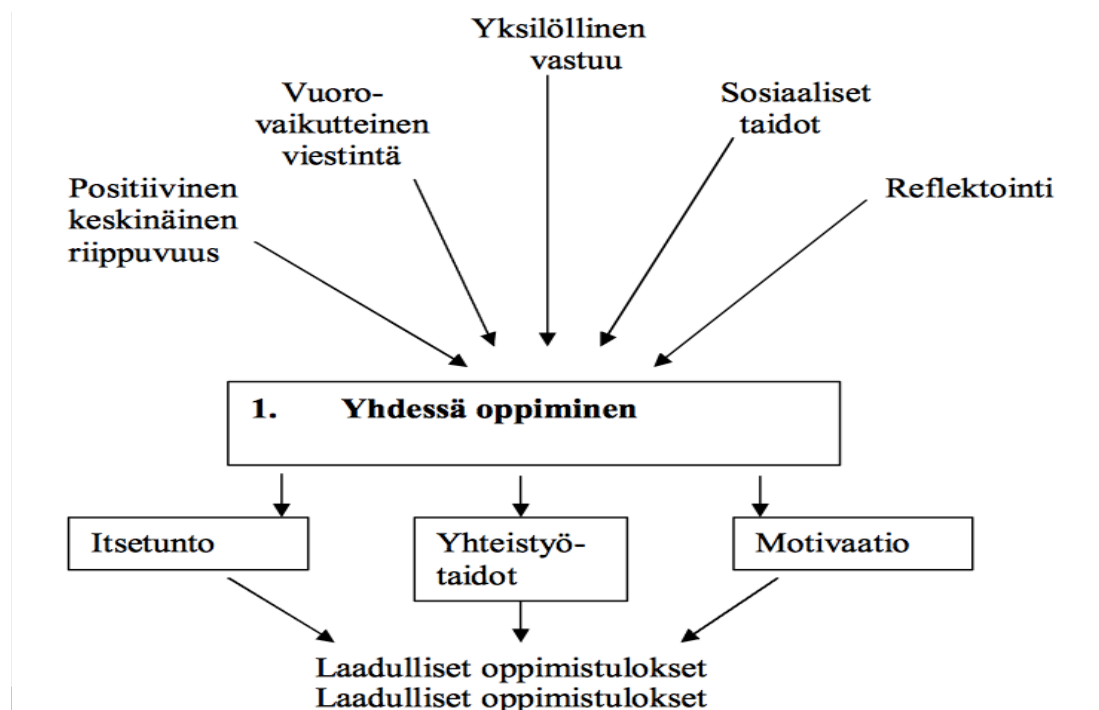 Yksilöllinen
vastuu
Vuoro-
vaikutteinen
viestintä
Sosiaaliset
taidot
Positiivinen
keskinäinen
riippuvuus
Reflektointi
1. Yhdessä oppiminen
Itsetunto
Yhteistyö-
taidot
Motivaatio
Laadulliset oppimistulokset
Laadulliset oppimistulokset